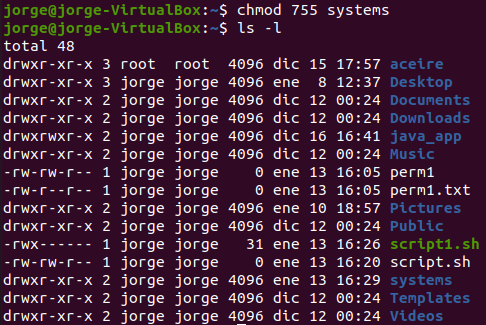 jorge@jorge-VirtualBox:~$ chmod 755 systems
jorge@jorge-VirtualBox:~$ ls -l
total 48
drwxr-xr-x 3 root  root  4096 dic 15 17:57 aceire
drwxr-xr-x 3 jorge jorge 4096 ene  8 12:37 Desktop
drwxr-xr-x 2 jorge jorge 4096 dic 12 00:24 Documents
drwxr-xr-x 2 jorge jorge 4096 dic 12 00:24 Downloads
drwxrwxr-x 2 jorge jorge 4096 dic 16 16:41 java_app
drwxr-xr-x 2 jorge jorge 4096 dic 12 00:24 Music
-rw-rw-r-- 1 jorge jorge    0 ene 13 16:05 perm1
-rw-r--r-- 1 jorge jorge    0 ene 13 16:05 perm1.txt
drwxr-xr-x 2 jorge jorge 4096 ene 10 18:57 Pictures
drwxr-xr-x 2 jorge jorge 4096 dic 12 00:24 Public
-rwx------ 1 jorge jorge   31 ene 13 16:26 script1.sh
-rw-rw-r-- 1 jorge jorge    0 ene 13 16:20 script.sh
drwxr-xr-x 2 jorge jorge 4096 ene 13 16:29 systems
drwxr-xr-x 2 jorge jorge 4096 dic 12 00:24 Templates
drwxr-xr-x 2 jorge jorge 4096 dic 12 00:24 Videos